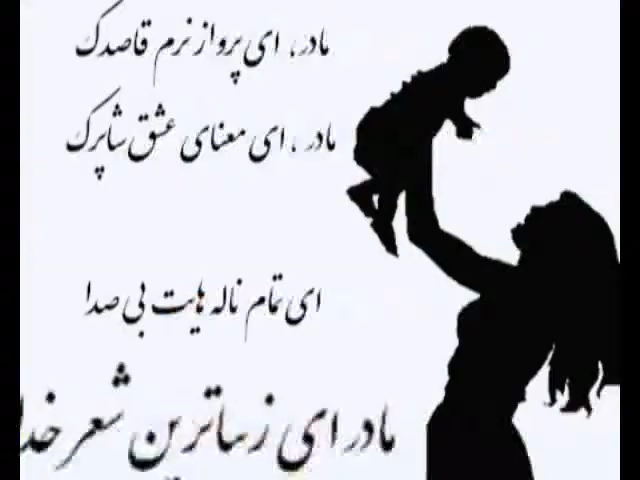 مادر، ای پرواز نرم قاصدک
مادر، ای معنای عشق شاپرک
ای تمام ناله هایت بی صدا
مادر ای زیباترین شعر خدا